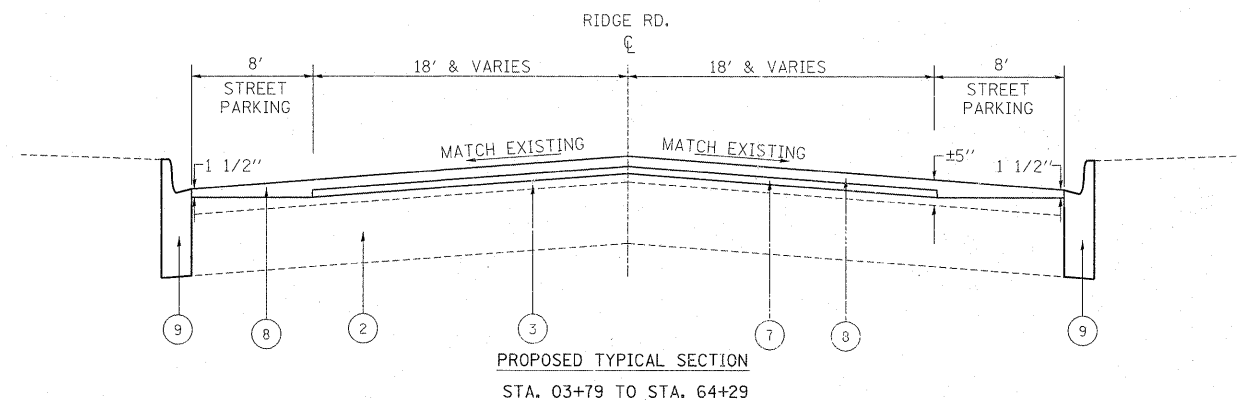 RIDGE RD.
℄
8' 18' & VARIES 18' & VARIES 8'
STREET PARKING STREET PARKING
MATCH EXISTING MATCH EXISTING
1 1/2" ±5" 1 1/2"
9 8 2 3 7 8 9
PROPOSED TYPICAL SECTION
STA. 03+79 TO STA. 64+29